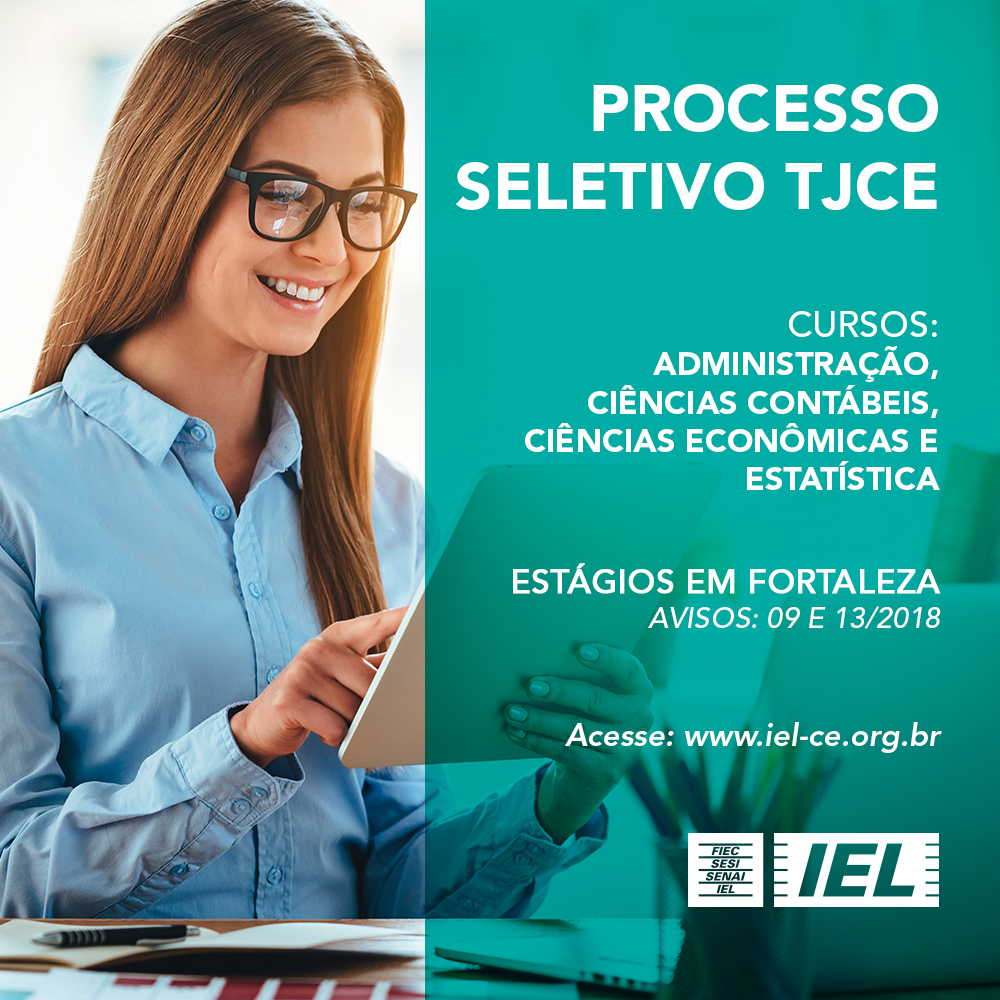 PROCESSO
SELETIVO TJCE
CURSOS:
ADMINISTRAÇÃO,
CIÊNCIAS CONTÁBEIS,
CIÊNCIAS ECONÔMICAS E
ESTATÍSTICA
ESTÁGIOS EM FORTALEZA
AVISOS: 09 E 13/2018
Acesse: www.iel-ce.org.br
FIEC
SESI
SENAI
IEL
IEL